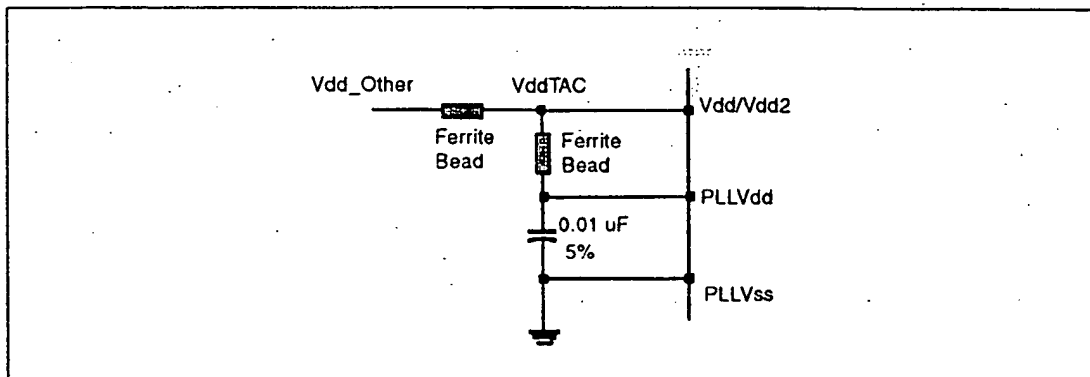 Vdd_Other
VddTAC
Vdd/Vdd2
Ferrite
Bead
Ferrite
Bead
PLLVdd
0.01 uF
5%
PLLVss